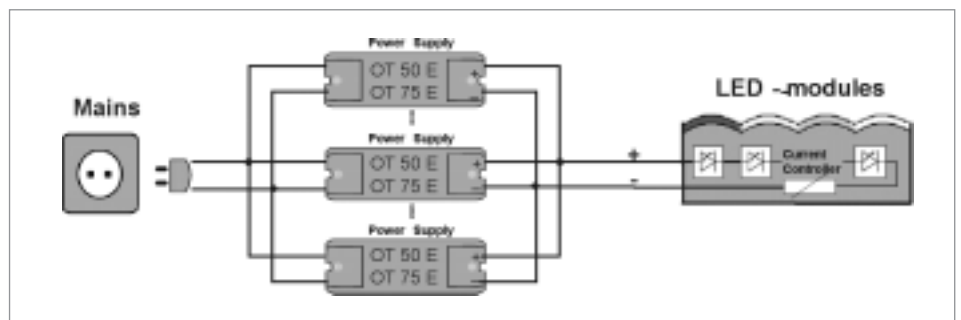 Power Supply
OT 50 E
+
OT 75 E
-
Mains
LED -modules
Power Supply
OT 50 E
+
OT 75 E
-
+
-
Current
Controller
Power Supply
OT 50 E
+
OT 75 E
-